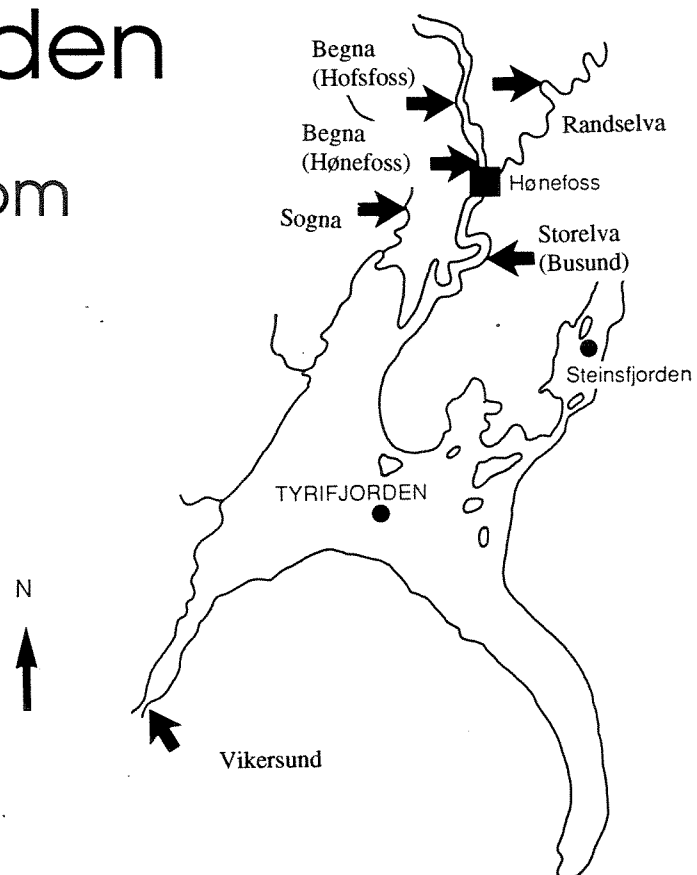 den
om
Begna
(Hofsfoss)
Randselva
Begna
(Hønefoss)
Hønefoss
Sogna
Storelva
(Busund)
Steinsfjorden
TYRIFJORDEN
N
Vikersund